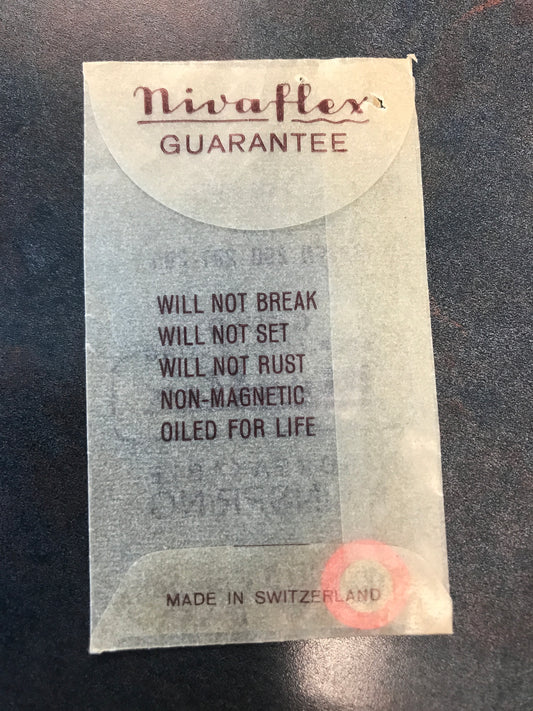 Nivaflex
GUARANTEE
WILL NOT BREAK
WILL NOT SET
WILL NOT RUST
NON-MAGNETIC
OILED FOR LIFE
MADE IN SWITZERLAND